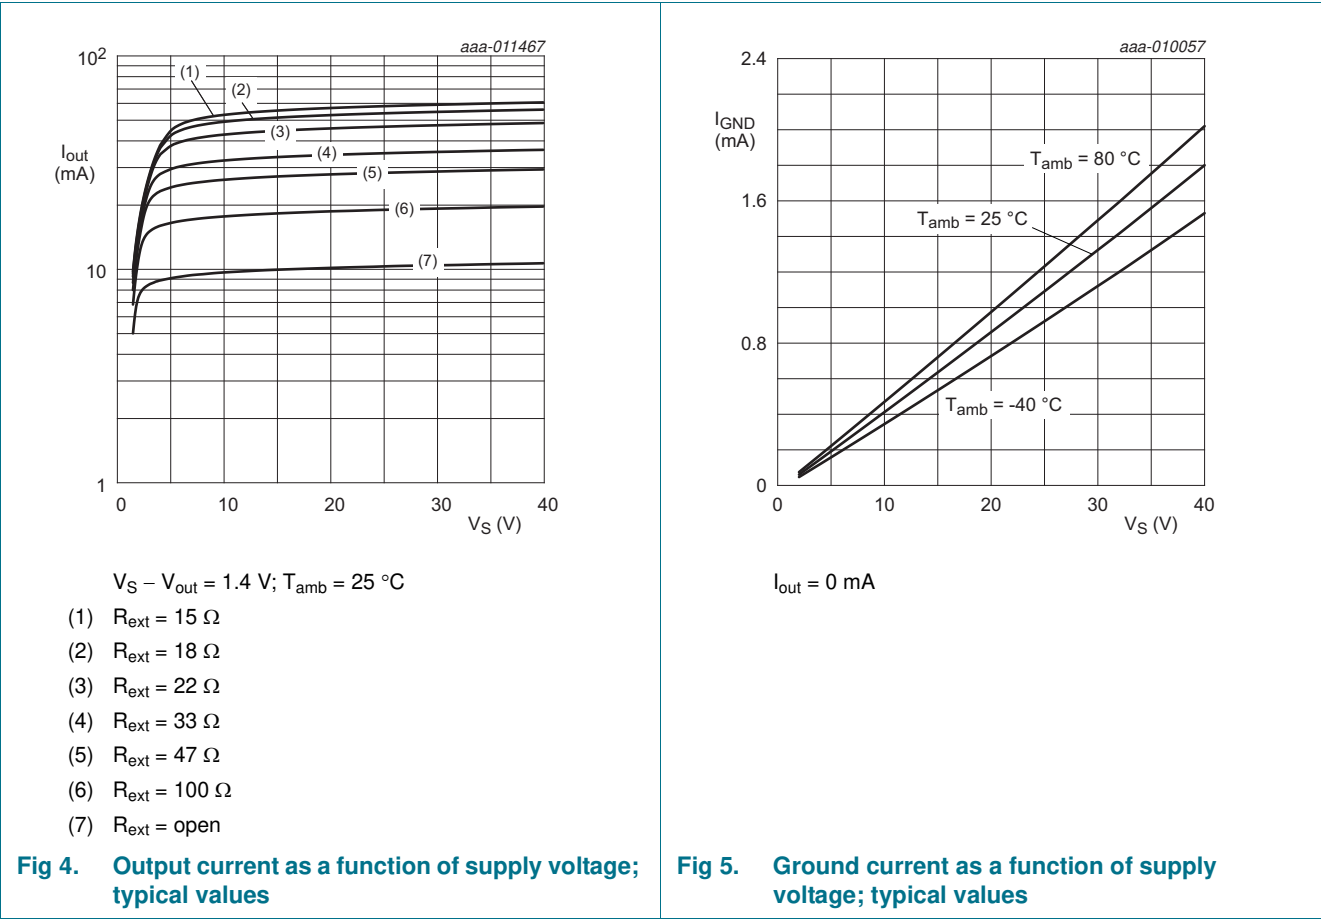 aaa-011467
10²
10
1
I_out
(mA)
(1)
(2)
(3)
(4)
(5)
(6)
(7)
0 10 20 30 40
V_S (V)
V_S − V_out = 1.4 V; T_amb = 25 °C
(1) R_ext = 15 Ω
(2) R_ext = 18 Ω
(3) R_ext = 22 Ω
(4) R_ext = 33 Ω
(5) R_ext = 47 Ω
(6) R_ext = 100 Ω
(7) R_ext = open
Fig 4. Output current as a function of supply voltage;
typical values
aaa-010057
2.4
I_GND
(mA)
1.6
0.8
0
T_amb = 80 °C
T_amb = 25 °C
T_amb = -40 °C
0 10 20 30 40
V_S (V)
I_out = 0 mA
Fig 5. Ground current as a function of supply
voltage; typical values